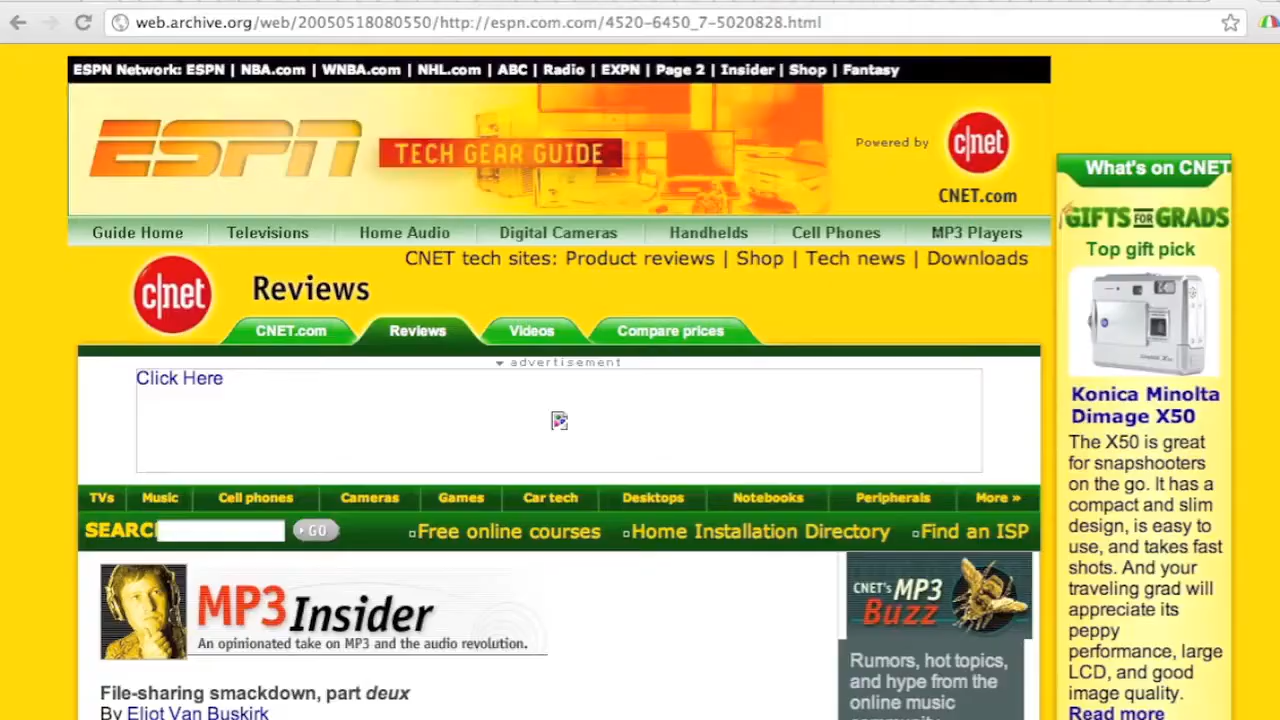 web.archive.org/web/20050518080550/http://espn.com.com/4520-6450_7-5020828.html
ESPN Network: ESPN | NBA.com | WNBA.com | NHL.com | ABC | Radio | EXPN | Page 2 | Insider | Shop | Fantasy
ESPN TECH GEAR GUIDE
Powered by
c|net
CNET.com
Guide Home Televisions Home Audio Digital Cameras Handhelds Cell Phones MP3 Players
CNET tech sites: Product reviews | Shop | Tech news | Downloads
c|net Reviews
CNET.com Reviews Videos Compare prices
advertisement
Click Here
TVs Music Cell phones Cameras Games Car tech Desktops Notebooks Peripherals More »
SEARC GO Free online courses Home Installation Directory Find an ISP
MP3 Insider
An opinionated take on MP3 and the audio revolution.
File-sharing smackdown, part deux
By Eliot Van Buskirk
CNET'S MP3
Buzz
Rumors, hot topics,
and hype from the
online music
community
What's on CNET
GIFTS FOR GRADS
Top gift pick
Konica Minolta
Dimage X50
The X50 is great
for snapshooters
on the go. It has a
compact and slim
design, is easy to
use, and takes fast
shots. And your
traveling grad will
appreciate its
peppy
performance, large
LCD, and good
image quality.
Read more